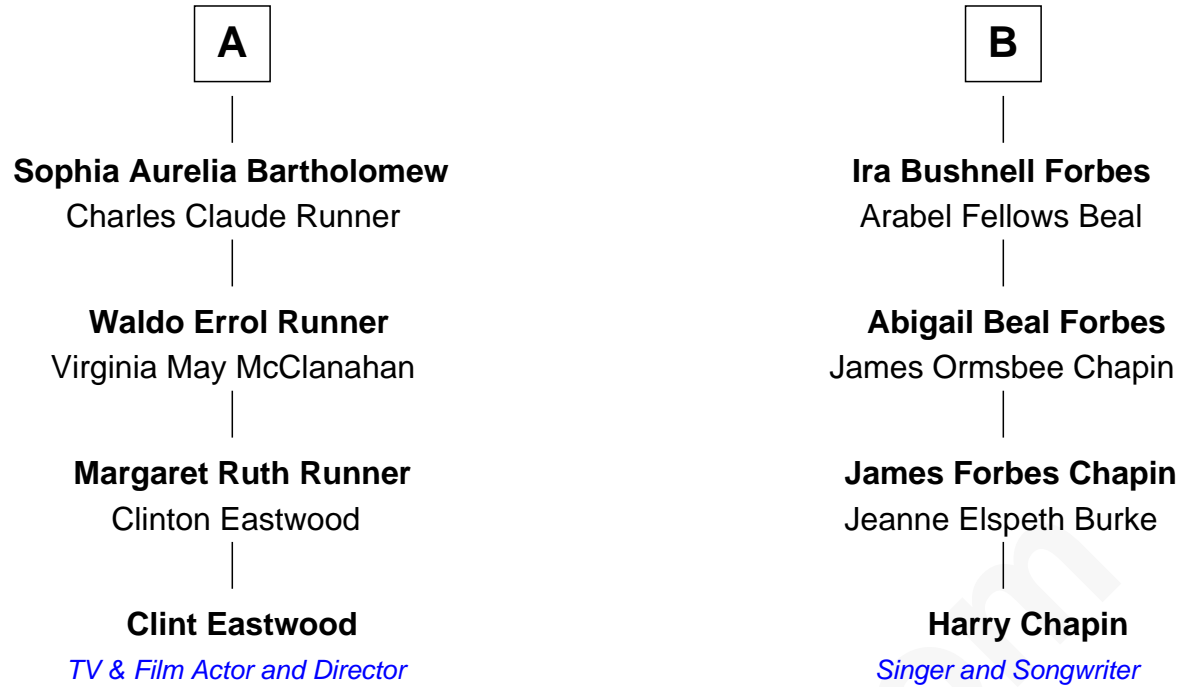 A
Sophia Aurelia Bartholomew
Charles Claude Runner
Waldo Errol Runner
Virginia May McClanahan
Margaret Ruth Runner
Clinton Eastwood
Clint Eastwood
TV & Film Actor and Director
B
Ira Bushnell Forbes
Arabel Fellows Beal
Abigail Beal Forbes
James Ormsbee Chapin
James Forbes Chapin
Jeanne Elspeth Burke
Harry Chapin
Singer and Songwriter